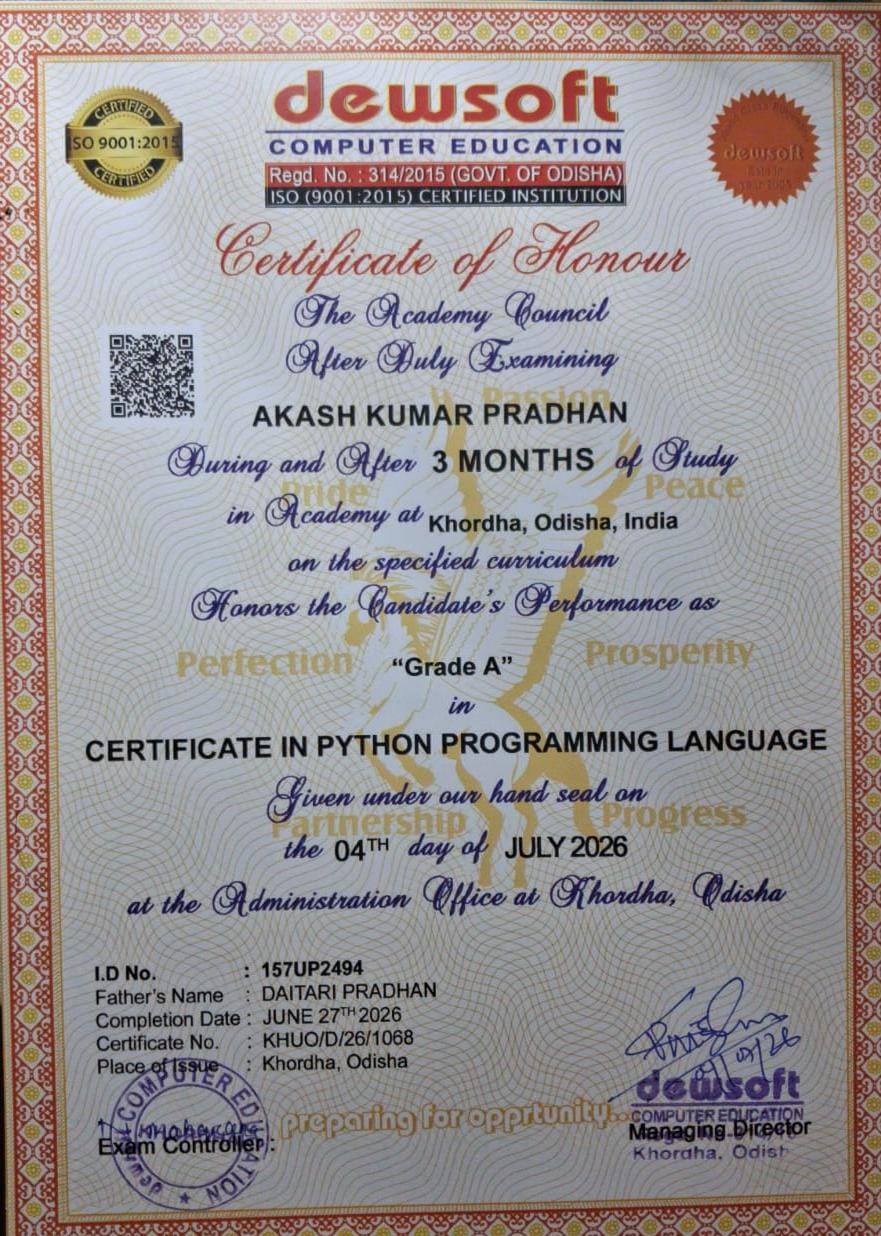 CERTIFIED
ISO 9001:2015
CERTIFIED
dewsoft
COMPUTER EDUCATION
Regd. No. : 314/2015 (GOVT. OF ODISHA)
ISO (9001:2015) CERTIFIED INSTITUTION
dewsoft
Certificate of Honour
The Academy Council
After Duly Examining
Passion
AKASH KUMAR PRADHAN
During and After 3 MONTHS of Study
Pride
Peace
in Academy at Khordha, Odisha, India
on the specified curriculum
Honors the Candidate's Performance as
Perfection
"Grade A"
Prosperity
in
CERTIFICATE IN PYTHON PROGRAMMING LANGUAGE
Given under our hand seal on
Partnership
Progress
the 04TH day of JULY 2026
at the Administration Office at Khordha, Odisha
I.D No. : 157UP2494
Father's Name : DAITARI PRADHAN
Completion Date : JUNE 27TH 2026
Certificate No. : KHUO/D/26/1068
Place of Issue : Khordha, Odisha
COMPUTER EDUCATION
Exam Controller :
preparing for opprtunity...
dewsoft
COMPUTER EDUCATION
Managing Director
Khordha, Odish